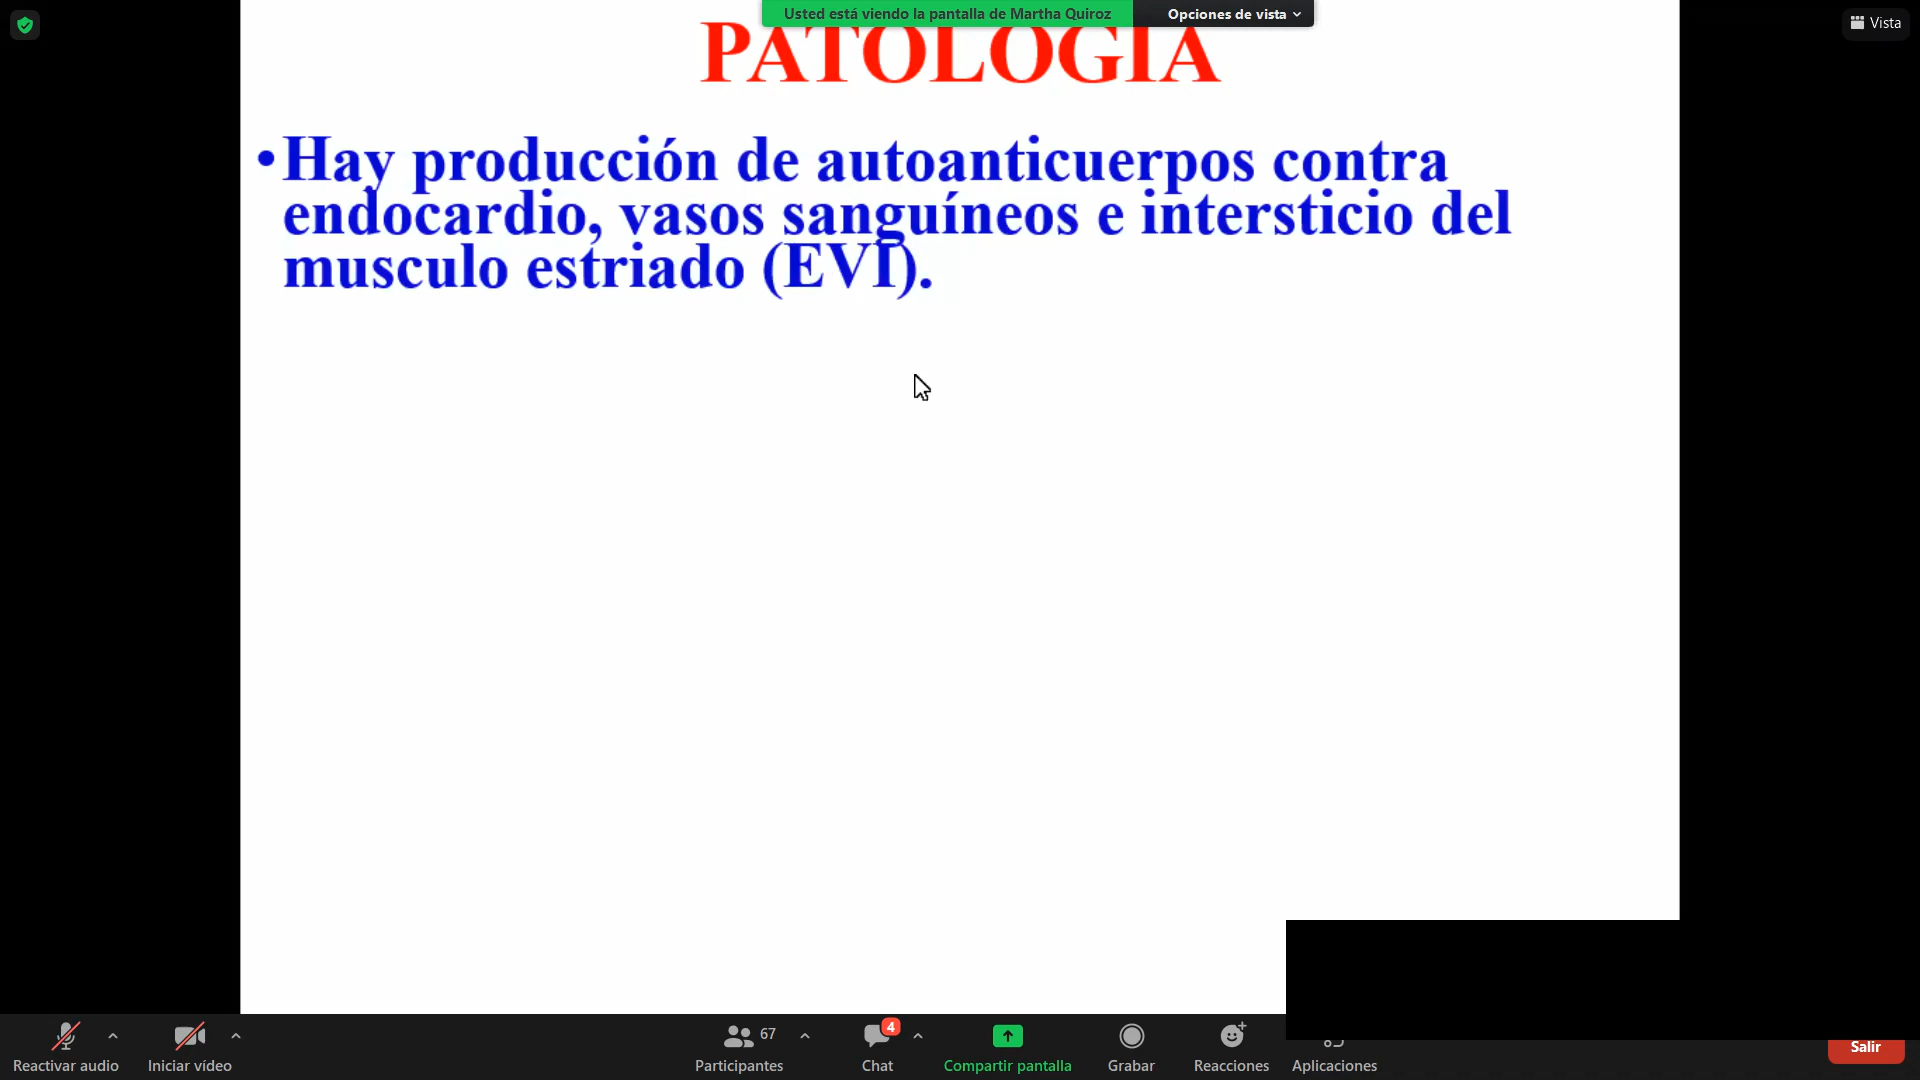 Usted está viendo la pantalla de Martha Quiroz
Opciones de vista
Vista
PATOLOGIA
•Hay producción de autoanticuerpos contra
endocardio, vasos sanguíneos e intersticio del
musculo estriado (EVI).
67
4
Reactivar audio
Iniciar vídeo
Participantes
Chat
Compartir pantalla
Grabar
Reacciones
Aplicaciones
Salir